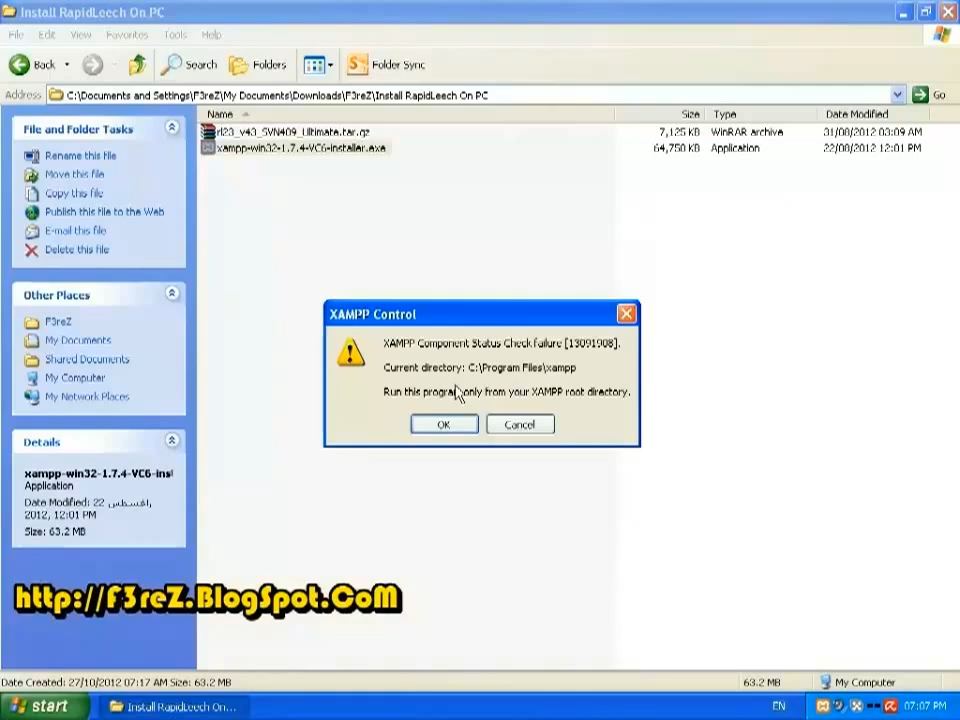 Install RapidLeech On PC
File Edit View Favorites Tools Help
Back Search Folders Folder Sync
Address C:\Documents and Settings\F3reZ\My Documents\Downloads\F3reZ\Install RapidLeech On PC Go
Name Size Type Date Modified
rl23_v43_SVN409_Ultimate.tar.gz 7,125 KB WinRAR archive 31/08/2012 03:09 AM
xampp-win32-1.7.4-VC6-installer.exe 64,750 KB Application 22/08/2012 12:01 PM
File and Folder Tasks
Rename this file
Move this file
Copy this file
Publish this file to the Web
E-mail this file
Delete this file
Other Places
F3reZ
My Documents
Shared Documents
My Computer
My Network Places
Details
xampp-win32-1.7.4-VC6-inst
Application
Date Modified: 22 أغسطس,
2012, 12:01 PM
Size: 63.2 MB
XAMPP Control
XAMPP Component Status Check failure [13091908].
Current directory: C:\Program Files\xampp
Run this program only from your XAMPP root directory.
OK Cancel
http://F3reZ.BlogSpot.CoM
Date Created: 27/10/2012 07:17 AM Size: 63.2 MB 63.2 MB My Computer
start Install RapidLeech On... EN 07:07 PM